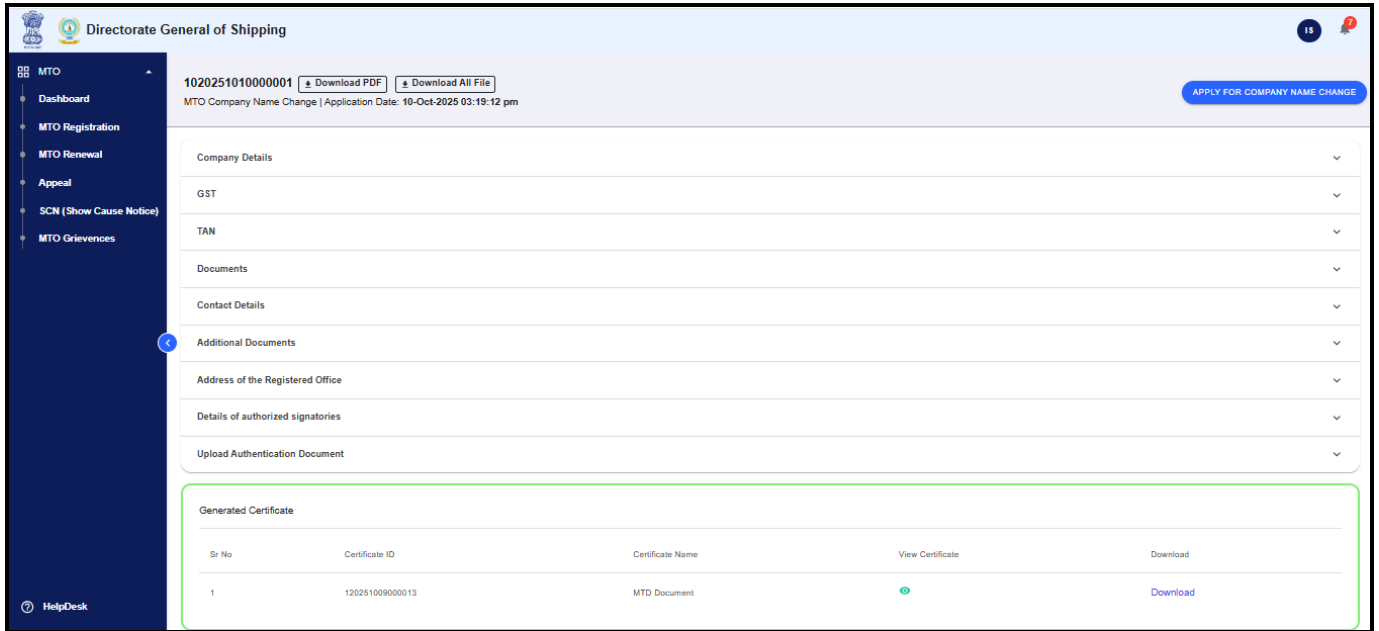 Directorate General of Shipping
IS
7
MTO
Dashboard
MTO Registration
MTO Renewal
Appeal
SCN (Show Cause Notice)
MTO Grievences
HelpDesk
1020251010000001 Download PDF Download All File
MTO Company Name Change | Application Date: 10-Oct-2025 03:19:12 pm
APPLY FOR COMPANY NAME CHANGE
Company Details
GST
TAN
Documents
Contact Details
Additional Documents
Address of the Registered Office
Details of authorized signatories
Upload Authentication Document
Generated Certificate
Sr No Certificate ID Certificate Name View Certificate Download
1 120251009000013 MTD Document Download